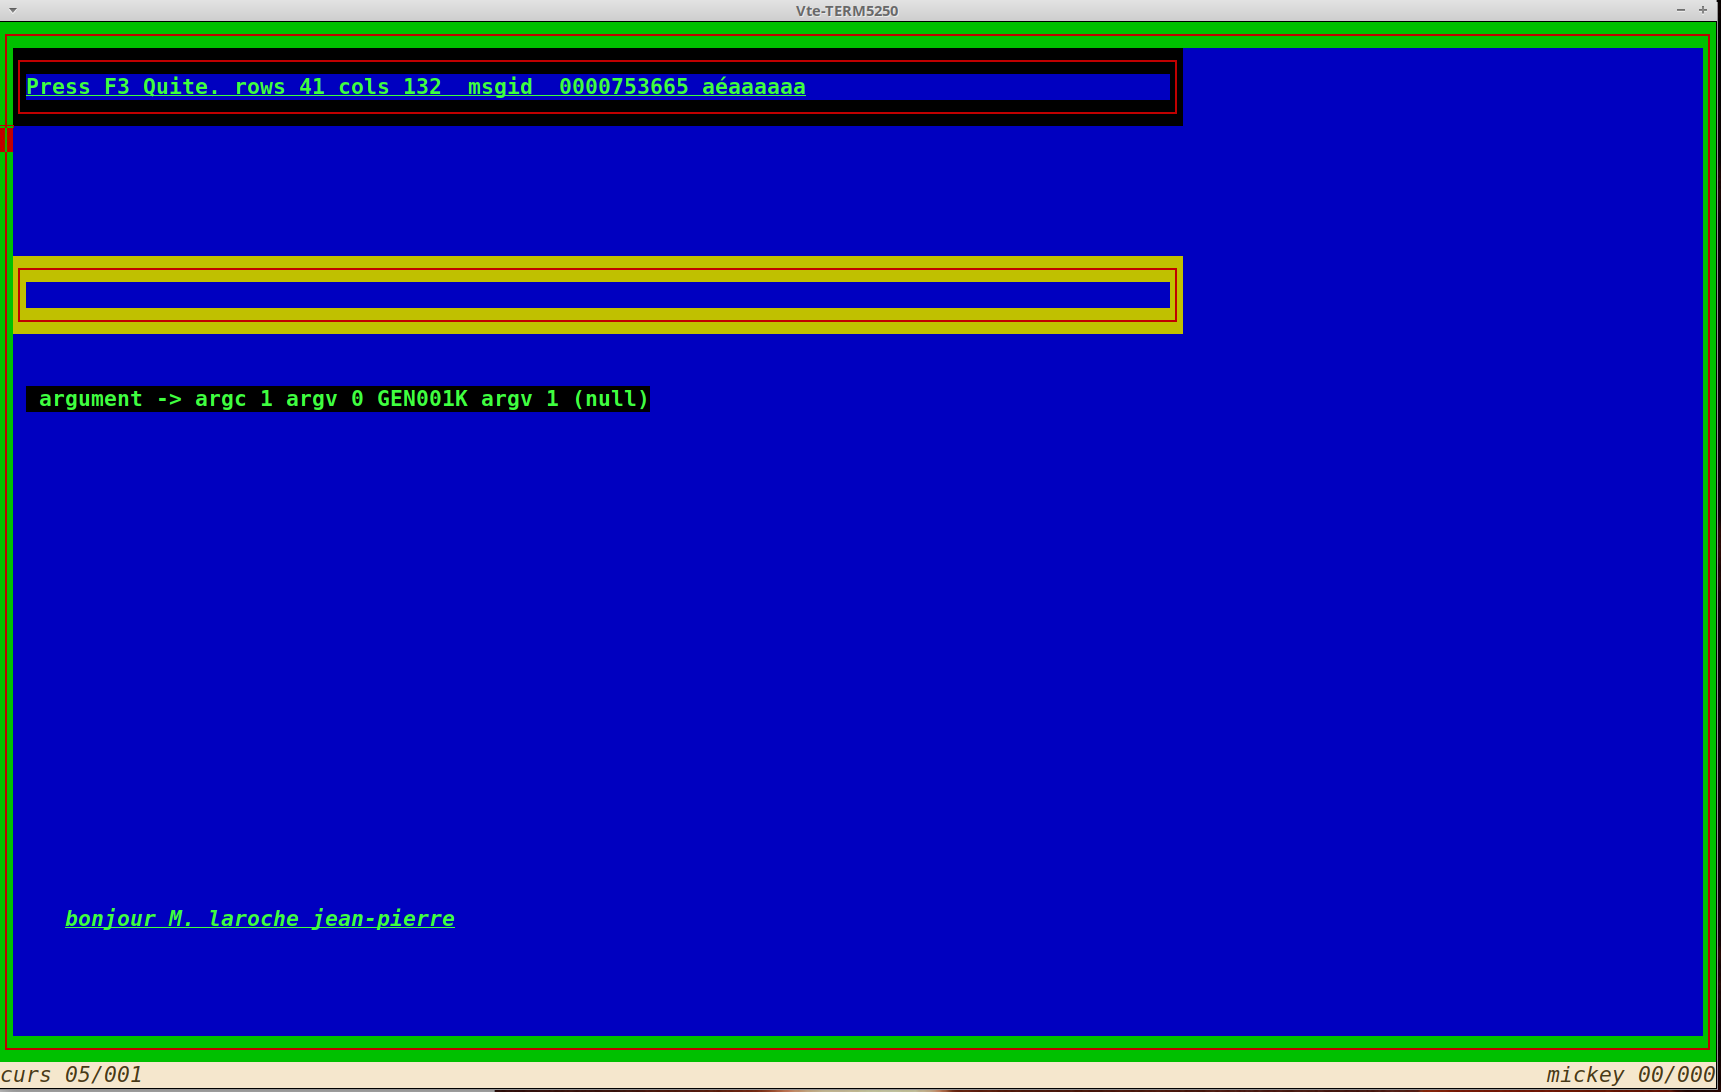 Vte-TERM5250
Press F3 Quite. rows 41 cols 132  msgid  0000753665 aéaaaaaa
argument -> argc 1 argv 0 GEN001K argv 1 (null)
bonjour M. laroche jean-pierre
curs 05/001
mickey 00/000